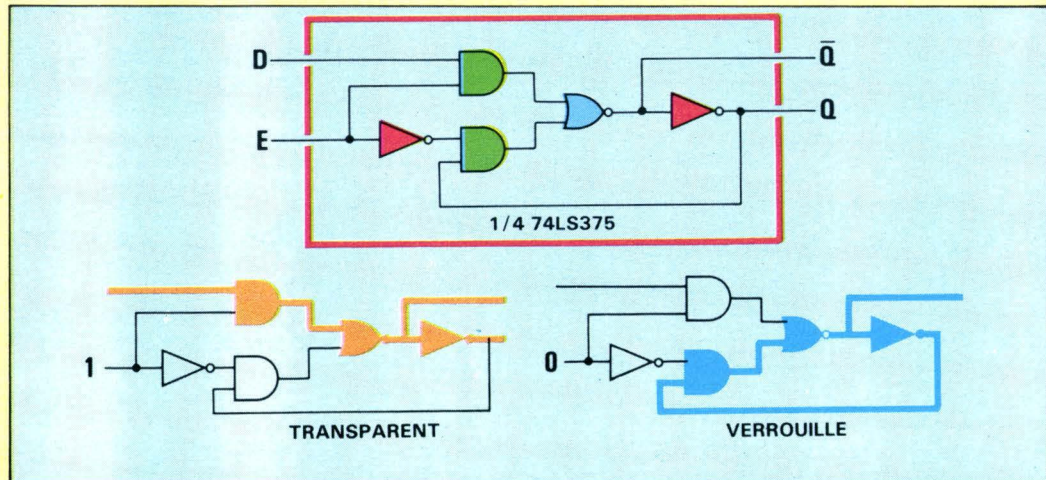 D
Q̅
E
Q
1/4 74LS375
1
0
TRANSPARENT
VERROUILLE